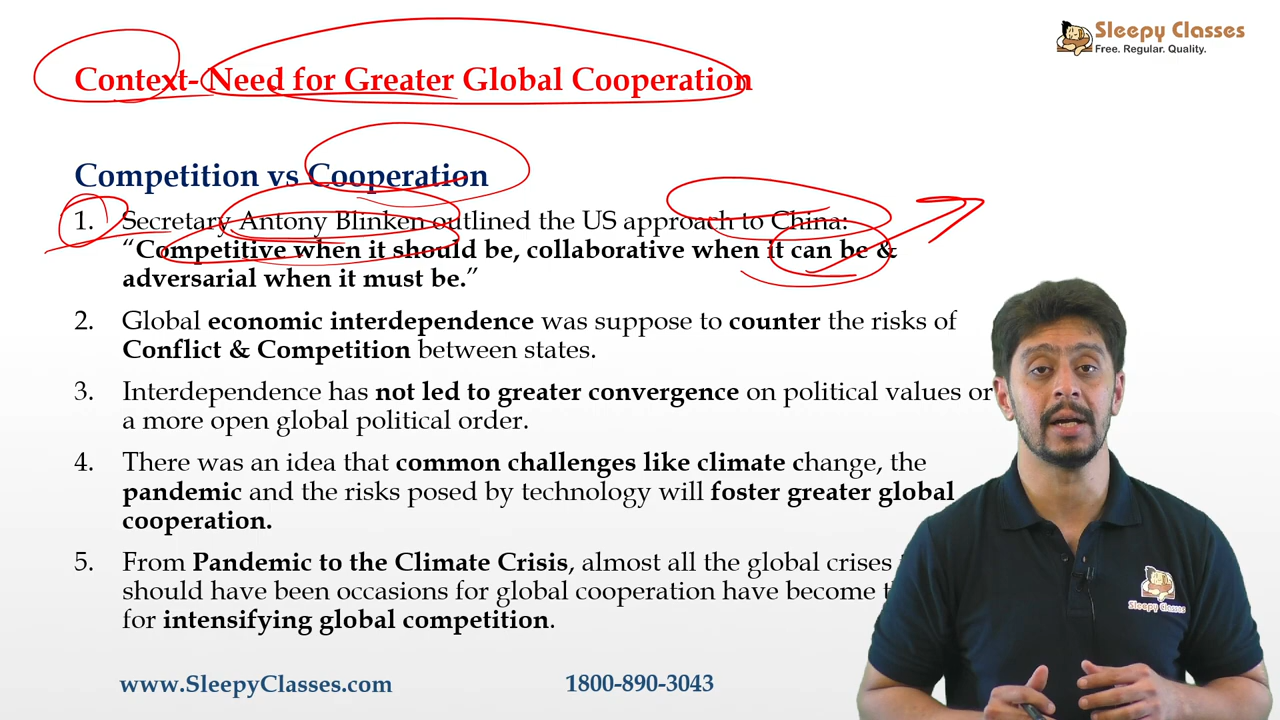 Sleepy Classes
Free. Regular. Quality.
Context- Need for Greater Global Cooperation
Competition vs Cooperation
1. Secretary Antony Blinken outlined the US approach to China:
“Competitive when it should be, collaborative when it can be &
adversarial when it must be.”
2. Global economic interdependence was suppose to counter the risks of
Conflict & Competition between states.
3. Interdependence has not led to greater convergence on political values or
a more open global political order.
4. There was an idea that common challenges like climate change, the
pandemic and the risks posed by technology will foster greater global
cooperation.
5. From Pandemic to the Climate Crisis, almost all the global crises
should have been occasions for global cooperation have become
for intensifying global competition.
Sleepy Classes
www.SleepyClasses.com 1800-890-3043